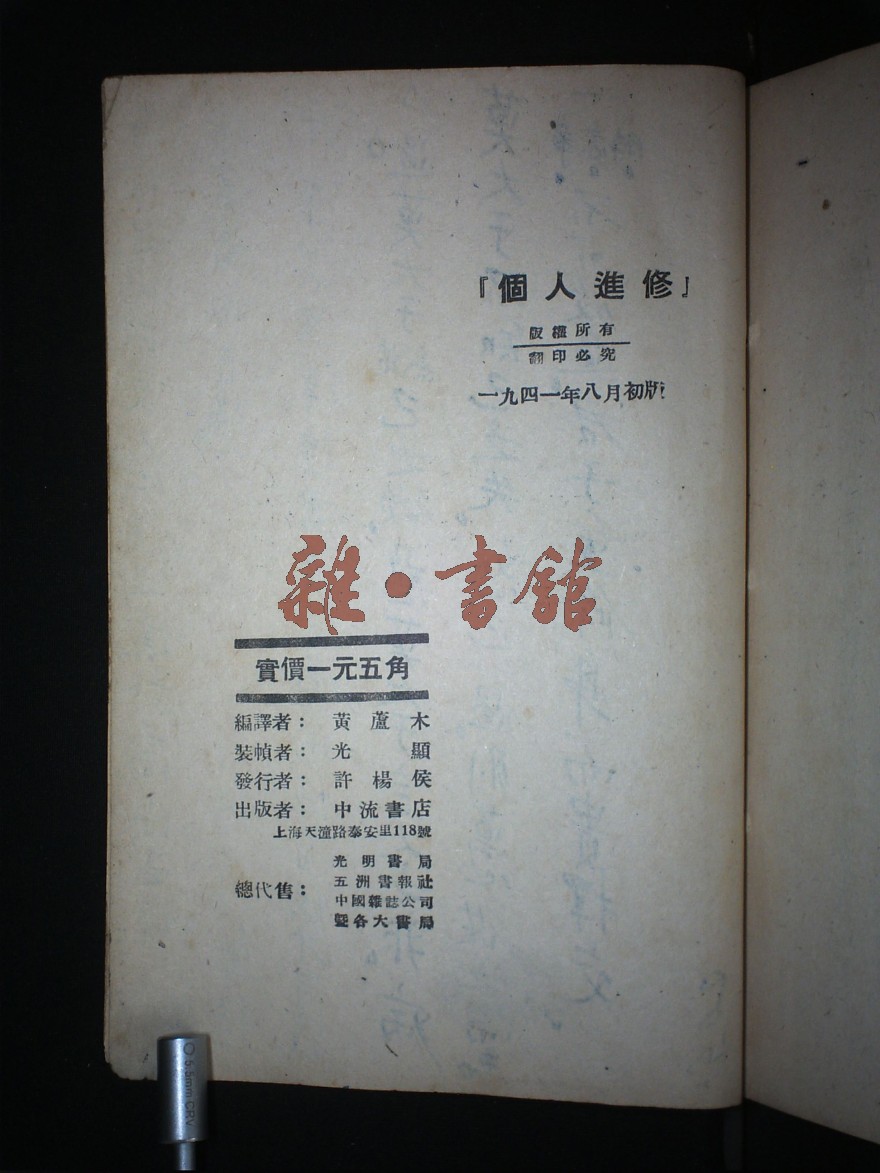 『個人進修』
版權所有
翻印必究
一九四一年八月初版
雜·書館
實價一元五角
編譯者：黃蘆木
裝幀者：光顯
發行者：許楊侯
出版者：中流書店
上海天潼路泰安里118號
總代售：
光明書局
五洲書報社
中國雜誌公司
暨各大書局
5.5mm CRV